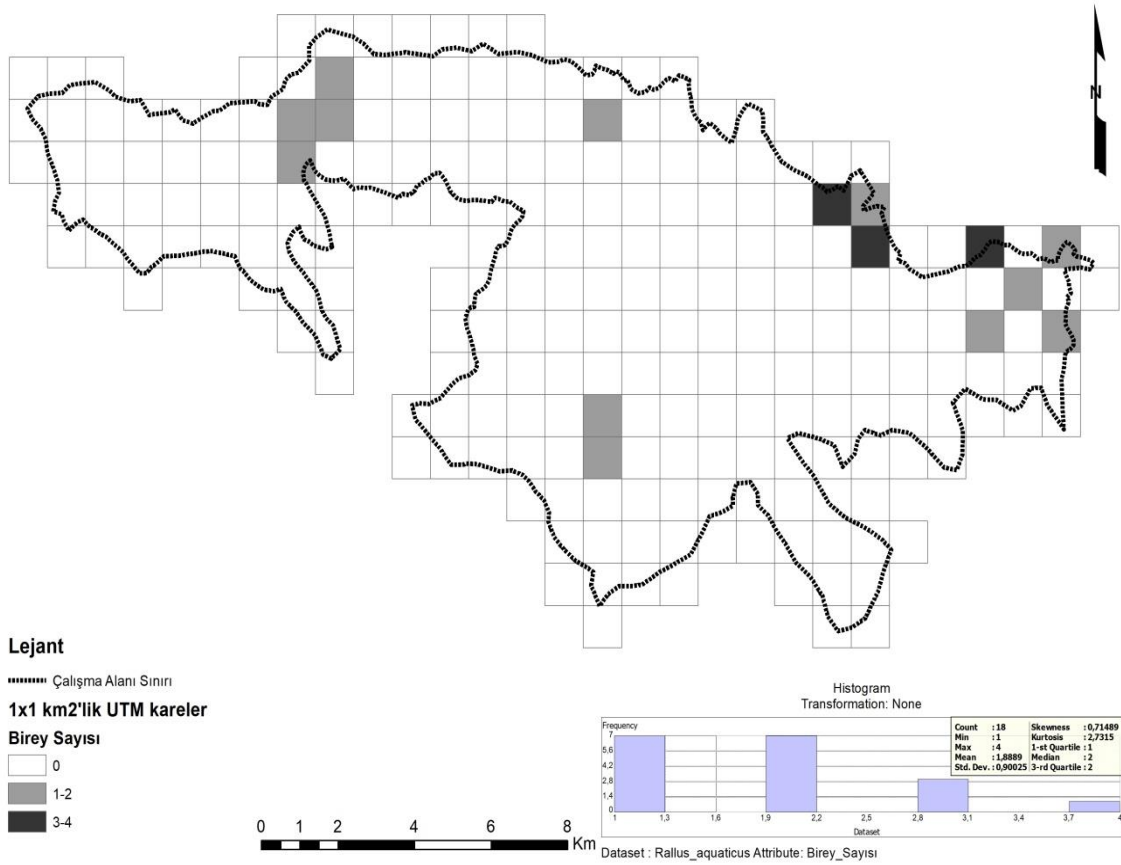 N
Lejant
Çalışma Alanı Sınırı
1x1 km2'lik UTM kareler
Birey Sayısı
0
1-2
3-4
0 1 2 4 6 8
Km
Histogram
Transformation: None
Frequency
7
5,6
4,2
2,8
1,4
0
Count : 18 Skewness : 0,71489
Min : 1 Kurtosis : 2,7315
Max : 4 1-st Quartile : 1
Mean : 1,8889 Median : 2
Std. Dev. : 0,90025 3-rd Quartile : 2
1 1,3 1,6 1,9 2,2 2,5 2,8 3,1 3,4 3,7 4
Dataset
Dataset : Rallus_aquaticus Attribute: Birey_Sayısı